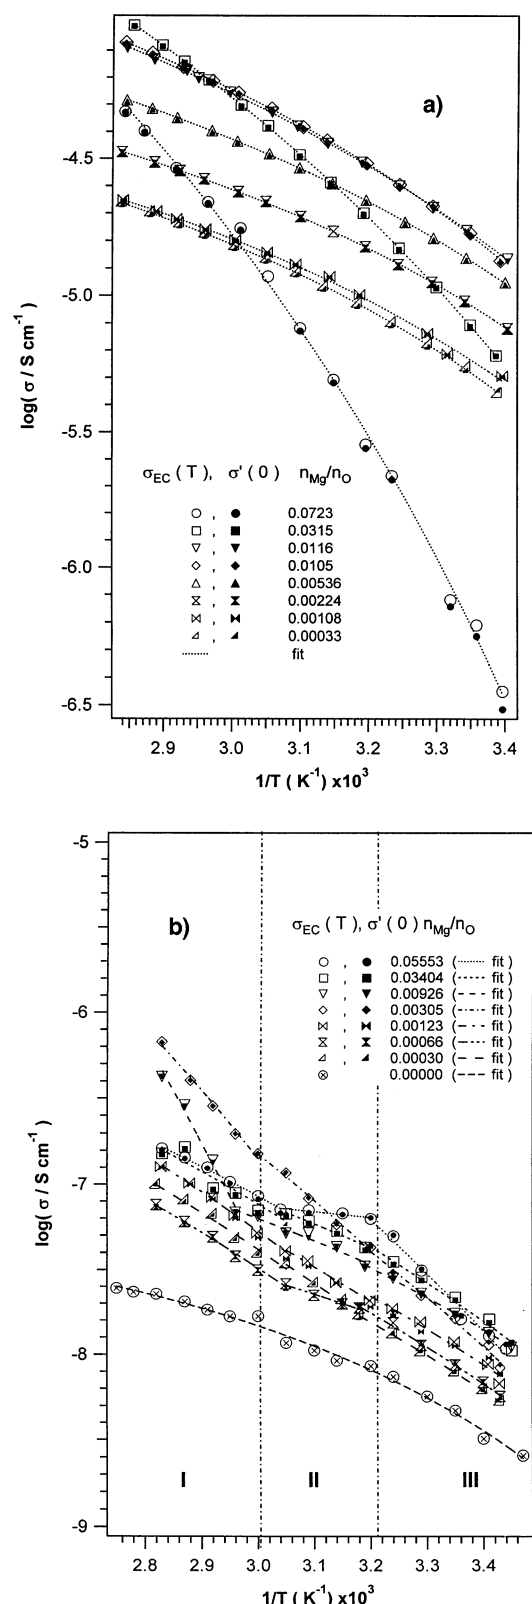 a)
-4.5
-5.0
-5.5
-6.0
-6.5
log( σ / S cm⁻¹)
σEC ( T ), σ' ( 0 ) nMg/nO
○ , ● 0.0723
□ , ■ 0.0315
▽ , ▼ 0.0116
◇ , ◆ 0.0105
△ , ▲ 0.00536
, 0.00224
, 0.00108
, 0.00033
fit
2.9 3.0 3.1 3.2 3.3 3.4
1/T ( K⁻¹) x10³
b)
-5
-6
-7
-8
-9
log( σ / S cm⁻¹)
σEC ( T ), σ' ( 0 ) nMg/nO
○ , ● 0.05553 ( fit )
□ , ■ 0.03404 ( fit )
▽ , ▼ 0.00926 ( fit )
◇ , ◆ 0.00305 ( fit )
, 0.00123 ( fit )
, 0.00066 ( fit )
, 0.00030 ( fit )
⊗ 0.00000 ( fit )
I II III
2.8 2.9 3.0 3.1 3.2 3.3 3.4
1/T ( K⁻¹) x10³